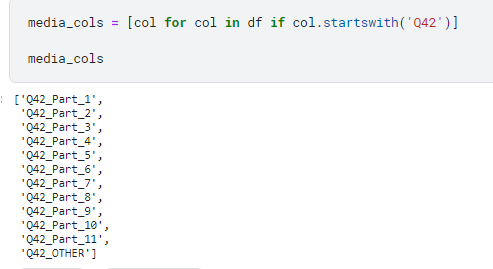 media_cols = [col for col in df if col.startswith('Q42')]
media_cols
['Q42_Part_1',
'Q42_Part_2',
'Q42_Part_3',
'Q42_Part_4',
'Q42_Part_5',
'Q42_Part_6',
'Q42_Part_7',
'Q42_Part_8',
'Q42_Part_9',
'Q42_Part_10',
'Q42_Part_11',
'Q42_OTHER']